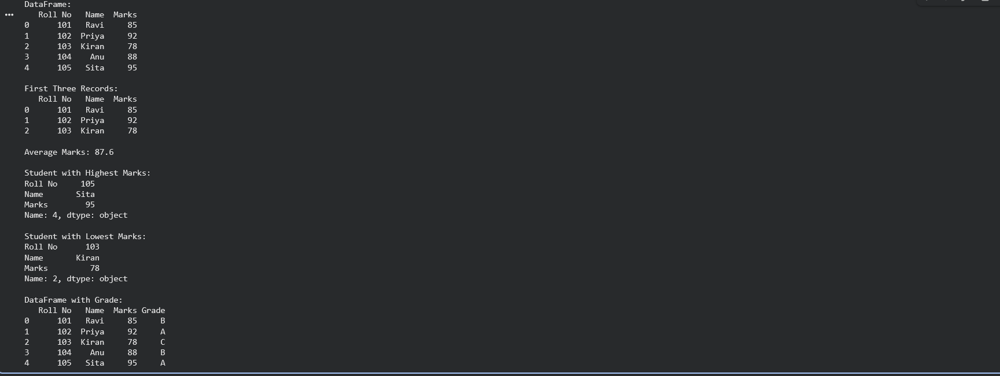 DataFrame:
   Roll No   Name  Marks
0      101   Ravi     85
1      102  Priya     92
2      103  Kiran     78
3      104    Anu     88
4      105   Sita     95

First Three Records:
   Roll No   Name  Marks
0      101   Ravi     85
1      102  Priya     92
2      103  Kiran     78

Average Marks: 87.6

Student with Highest Marks:
Roll No     105
Name       Sita
Marks        95
Name: 4, dtype: object

Student with Lowest Marks:
Roll No      103
Name       Kiran
Marks         78
Name: 2, dtype: object

DataFrame with Grade:
   Roll No   Name  Marks Grade
0      101   Ravi     85     B
1      102  Priya     92     A
2      103  Kiran     78     C
3      104    Anu     88     B
4      105   Sita     95     A